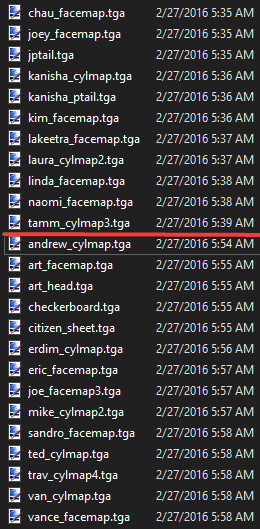 chau_facemap.tga 2/27/2016 5:35 AM
joey_facemap.tga 2/27/2016 5:35 AM
jptail.tga 2/27/2016 5:35 AM
kanisha_cylmap.tga 2/27/2016 5:36 AM
kanisha_ptail.tga 2/27/2016 5:36 AM
kim_facemap.tga 2/27/2016 5:36 AM
lakeetra_facemap.tga 2/27/2016 5:37 AM
laura_cylmap2.tga 2/27/2016 5:37 AM
linda_facemap.tga 2/27/2016 5:38 AM
naomi_facemap.tga 2/27/2016 5:38 AM
tamm_cylmap3.tga 2/27/2016 5:39 AM
andrew_cylmap.tga 2/27/2016 5:54 AM
art_facemap.tga 2/27/2016 5:55 AM
art_head.tga 2/27/2016 5:55 AM
checkerboard.tga 2/27/2016 5:55 AM
citizen_sheet.tga 2/27/2016 5:55 AM
erdim_cylmap.tga 2/27/2016 5:56 AM
eric_facemap.tga 2/27/2016 5:57 AM
joe_facemap3.tga 2/27/2016 5:57 AM
mike_cylmap2.tga 2/27/2016 5:57 AM
sandro_facemap.tga 2/27/2016 5:58 AM
ted_cylmap.tga 2/27/2016 5:58 AM
trav_cylmap4.tga 2/27/2016 5:58 AM
van_cylmap.tga 2/27/2016 5:58 AM
vance_facemap.tga 2/27/2016 5:58 AM